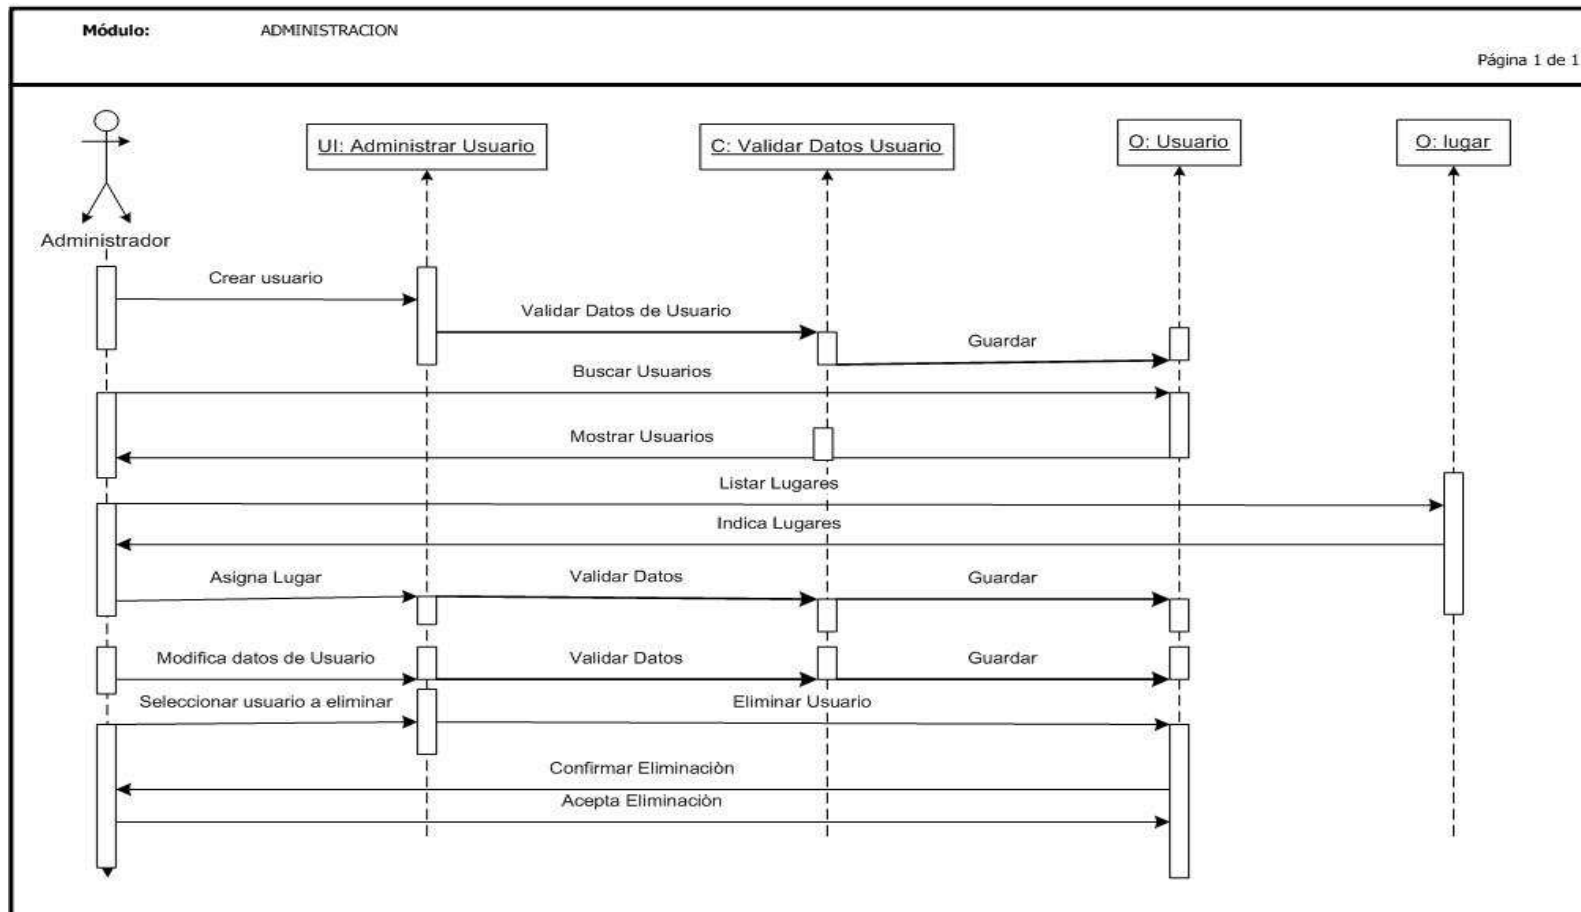 Módulo: ADMINISTRACION
Página 1 de 1
UI: Administrar Usuario
C: Validar Datos Usuario
O: Usuario
O: lugar
Administrador
Crear usuario
Validar Datos de Usuario
Guardar
Buscar Usuarios
Mostrar Usuarios
Listar Lugares
Indica Lugares
Asigna Lugar
Validar Datos
Guardar
Modifica datos de Usuario
Validar Datos
Guardar
Seleccionar usuario a eliminar
Eliminar Usuario
Confirmar Eliminaciòn
Acepta Eliminaciòn